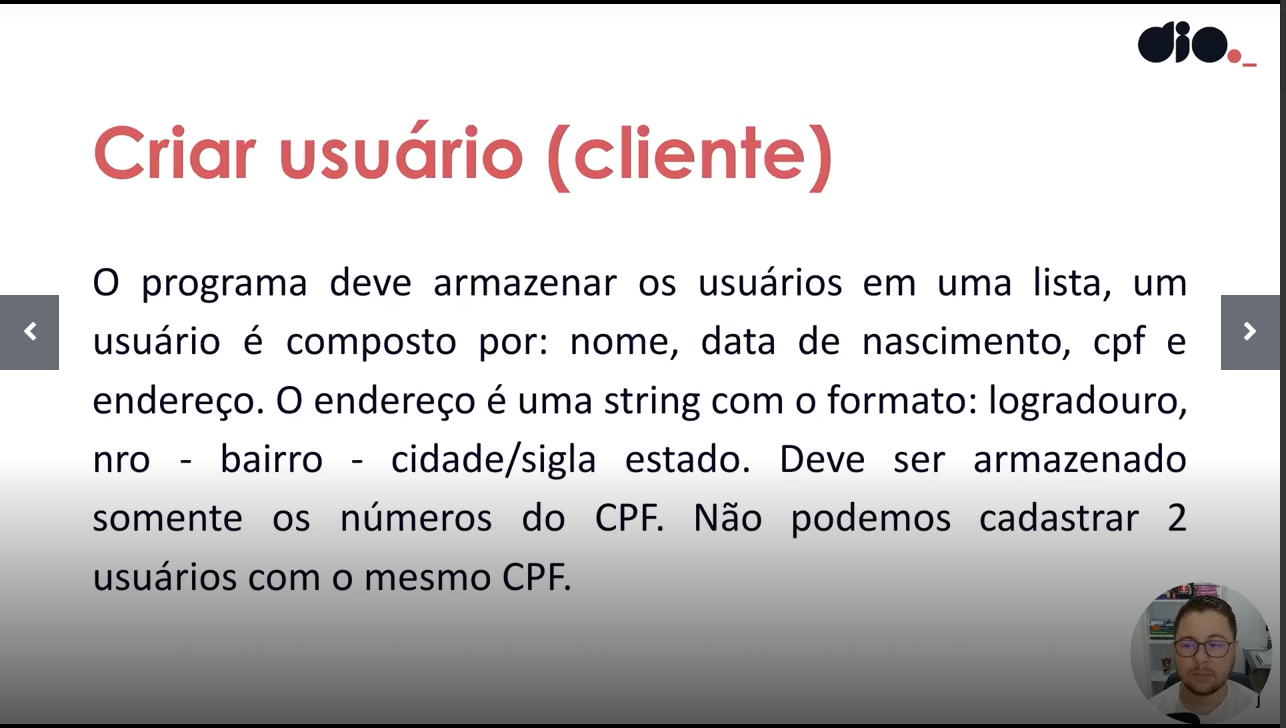 dio._
Criar usuário (cliente)
O programa deve armazenar os usuários em uma lista, um
usuário é composto por: nome, data de nascimento, cpf e
endereço. O endereço é uma string com o formato: logradouro,
nro - bairro - cidade/sigla estado. Deve ser armazenado
somente os números do CPF. Não podemos cadastrar 2
usuários com o mesmo CPF.